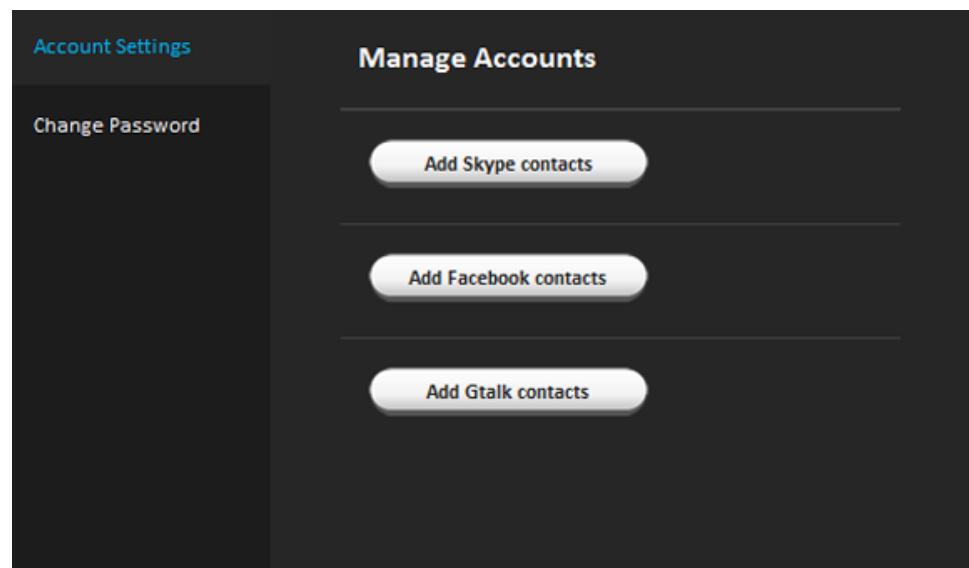 Account Settings
Change Password
Manage Accounts
Add Skype contacts
Add Facebook contacts
Add Gtalk contacts